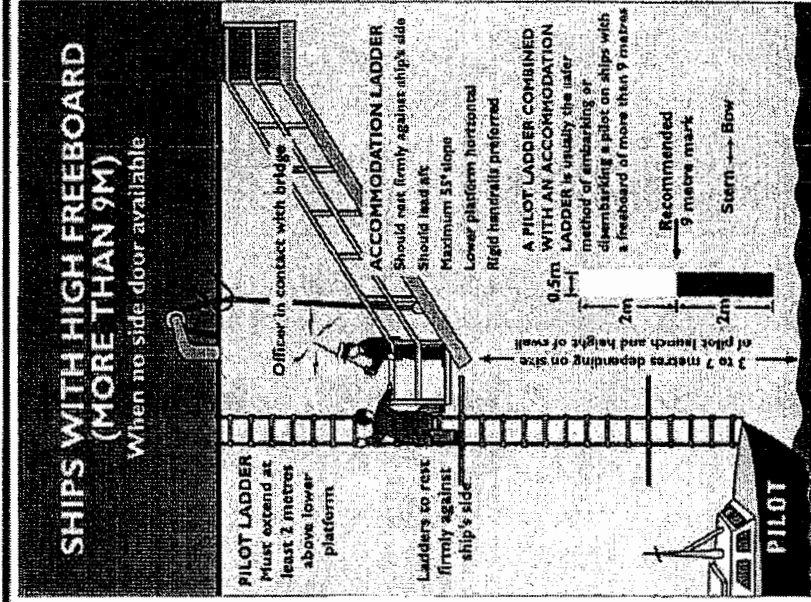 SHIPS WITH HIGH FREEBOARD
(MORE THAN 9M)
When no side door available
PILOT LADDER
Must extend at
least 2 metres
above lower
platform
Ladders to rest
firmly against
ship's side
Officer in contact with bridge
ACCOMMODATION LADDER
Should rest firmly against ship's side
Should lead aft
Maximum 55° slope
Lower platform horizontal
Rigid handrails preferred
3 to 7 metres depending on size
of pilot launch and height of swell
A PILOT LADDER COMBINED
WITH AN ACCOMMODATION
LADDER is usually the safer
method of embarking or
disembarking a pilot on ships with
a freeboard of more than 9 metres
0.5m
2m
2m
Recommended
9 metre mark
Stern ↔ Bow
PILOT